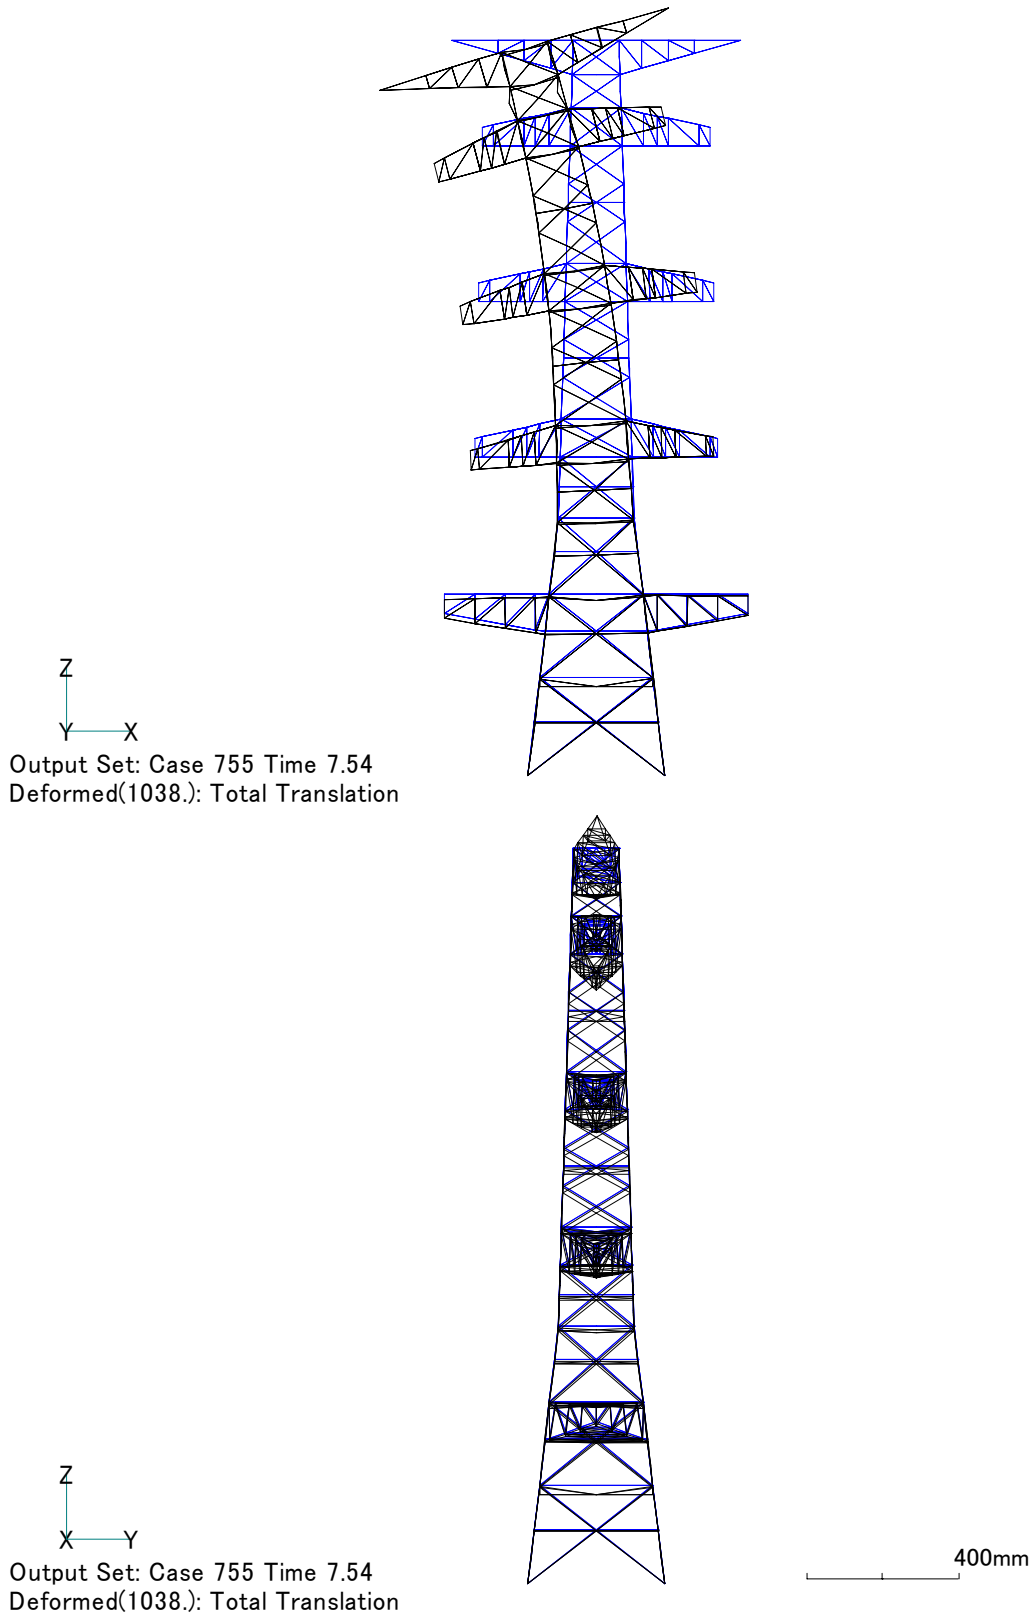 Z
Y X
Output Set: Case 755 Time 7.54
Deformed(1038.): Total Translation
Z
X Y
Output Set: Case 755 Time 7.54
Deformed(1038.): Total Translation
400mm